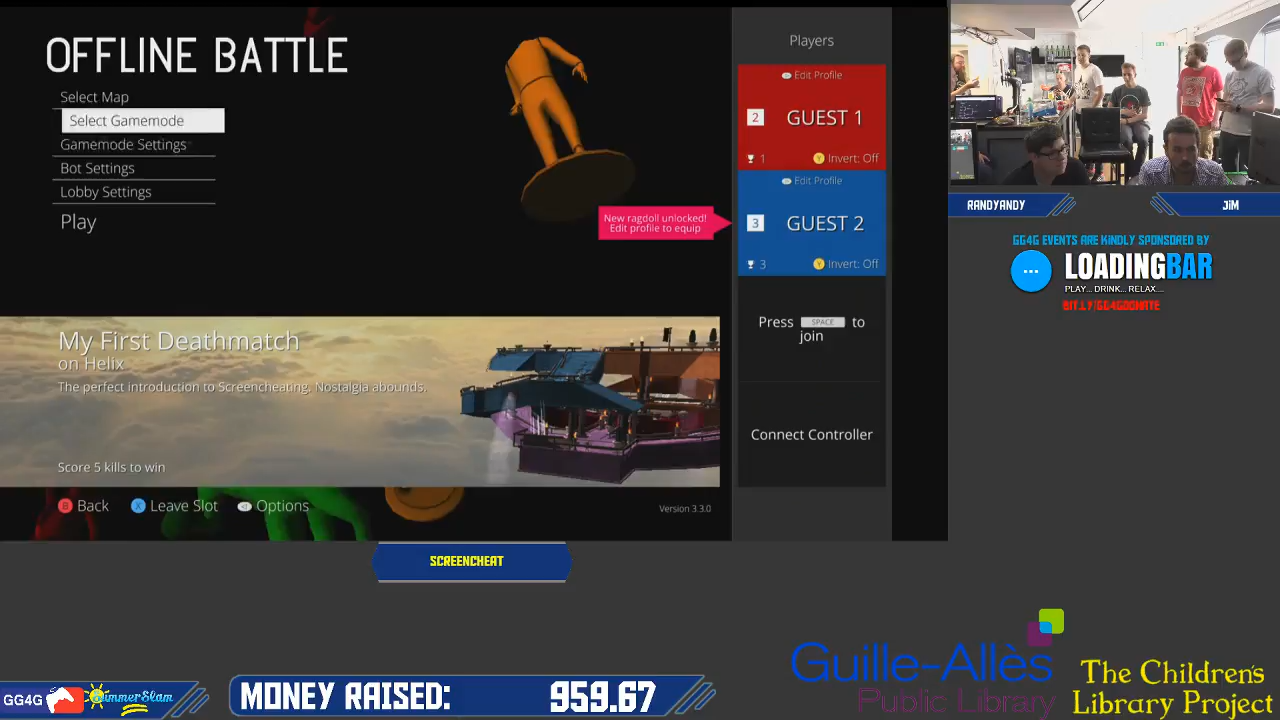 OFFLINE BATTLE
Select Map
Select Gamemode
Gamemode Settings
Bot Settings
Lobby Settings
Play
Players
Edit Profile
2 GUEST 1
1 Y Invert: Off
Edit Profile
New ragdoll unlocked!
Edit profile to equip
3 GUEST 2
3 Y Invert: Off
Press SPACE to
join
Connect Controller
My First Deathmatch
on Helix
The perfect introduction to Screencheating, Nostalgia abounds.
Score 5 kills to win
B Back X Leave Slot Options
Version 3.3.0
RANDYANDY
JiM
GG4G EVENTS ARE KiNDLY SPONSORED BY
... LOADINGBAR
PLAY... DRINK... RELAX....
BIT.LY/GG4GDONATE
SCREENCHEAT
GG4G SummerSlam
MONEY RAISED: 959.67
Guille-Allès
Public Library
The Children's
Library Project